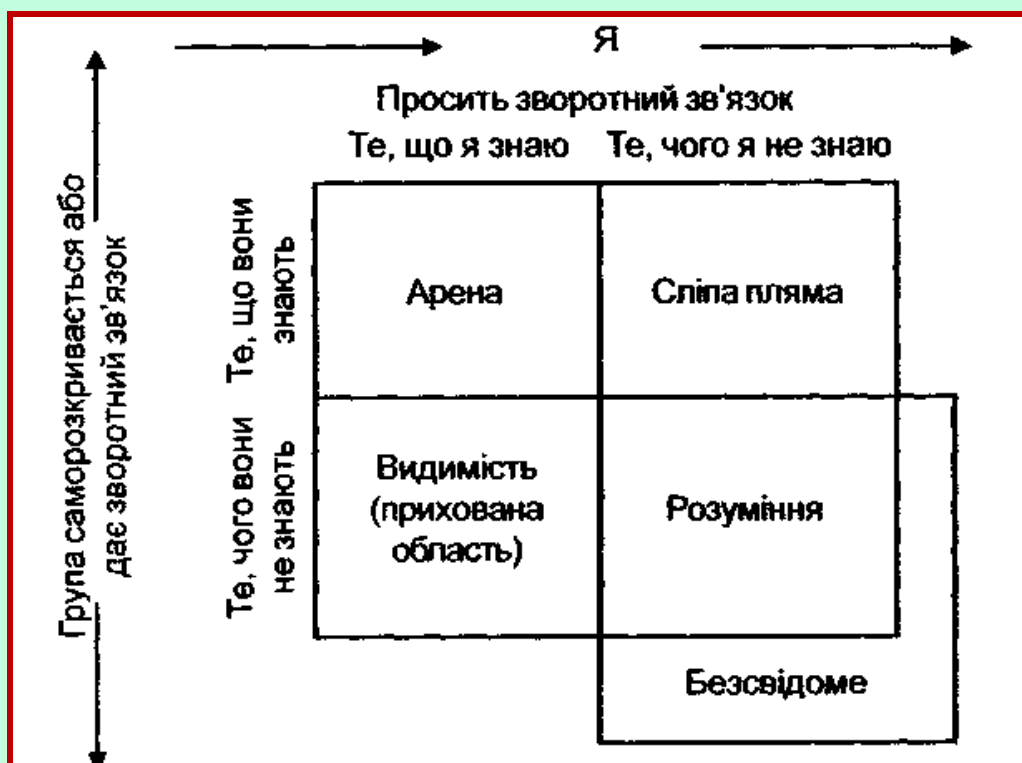 Я
Просить зворотний зв'язок
Те, що я знаю
Те, чого я не знаю
Група саморозкривається або
дає зворотний зв'язок
Те, що вони
знають
Арена
Сліпа пляма
Те, чого вони
не знають
Видимість
(прихована
область)
Розуміння
Безсвідоме